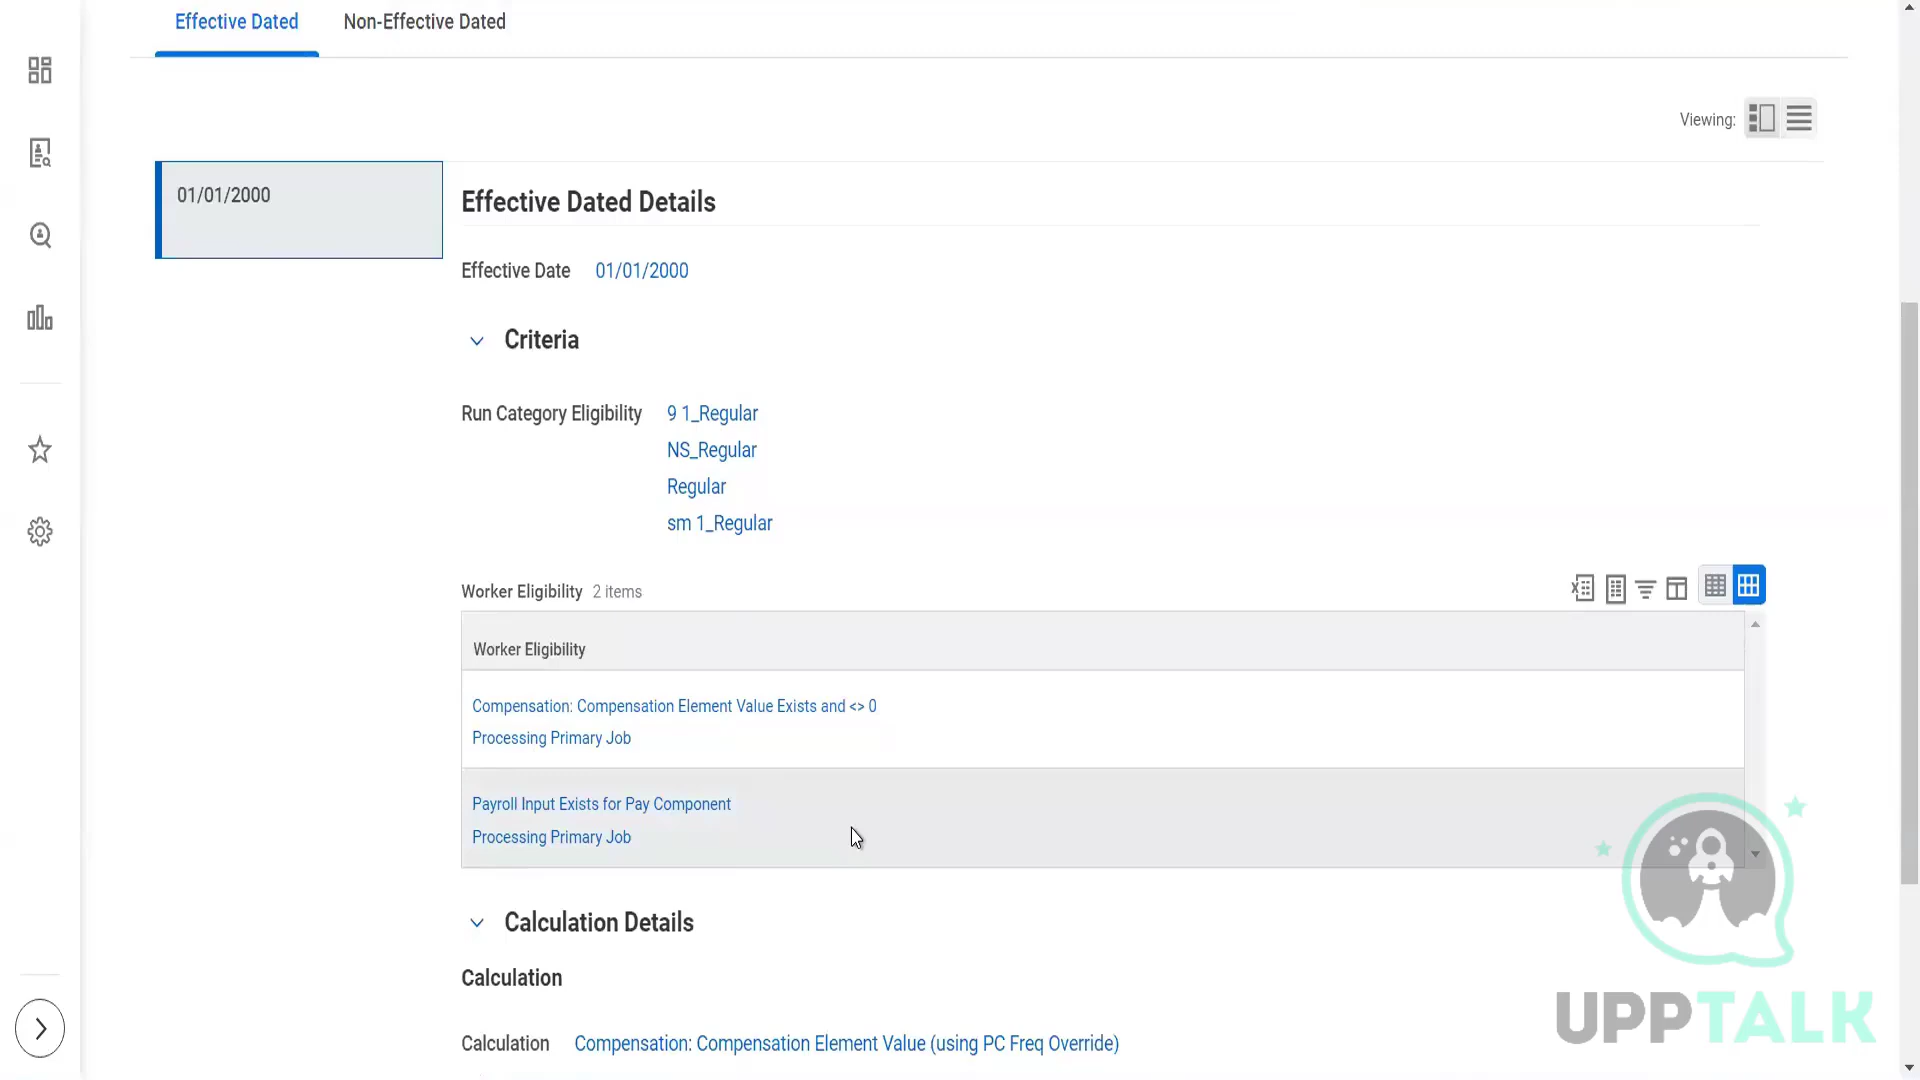 Effective Dated
Non-Effective Dated
Viewing:
01/01/2000
Effective Dated Details
Effective Date 01/01/2000
Criteria
Run Category Eligibility 9 1_Regular
NS_Regular
Regular
sm 1_Regular
Worker Eligibility 2 items
Worker Eligibility
Compensation: Compensation Element Value Exists and <> 0
Processing Primary Job
Payroll Input Exists for Pay Component
Processing Primary Job
Calculation Details
Calculation
Calculation Compensation: Compensation Element Value (using PC Freq Override)
UPPTALK